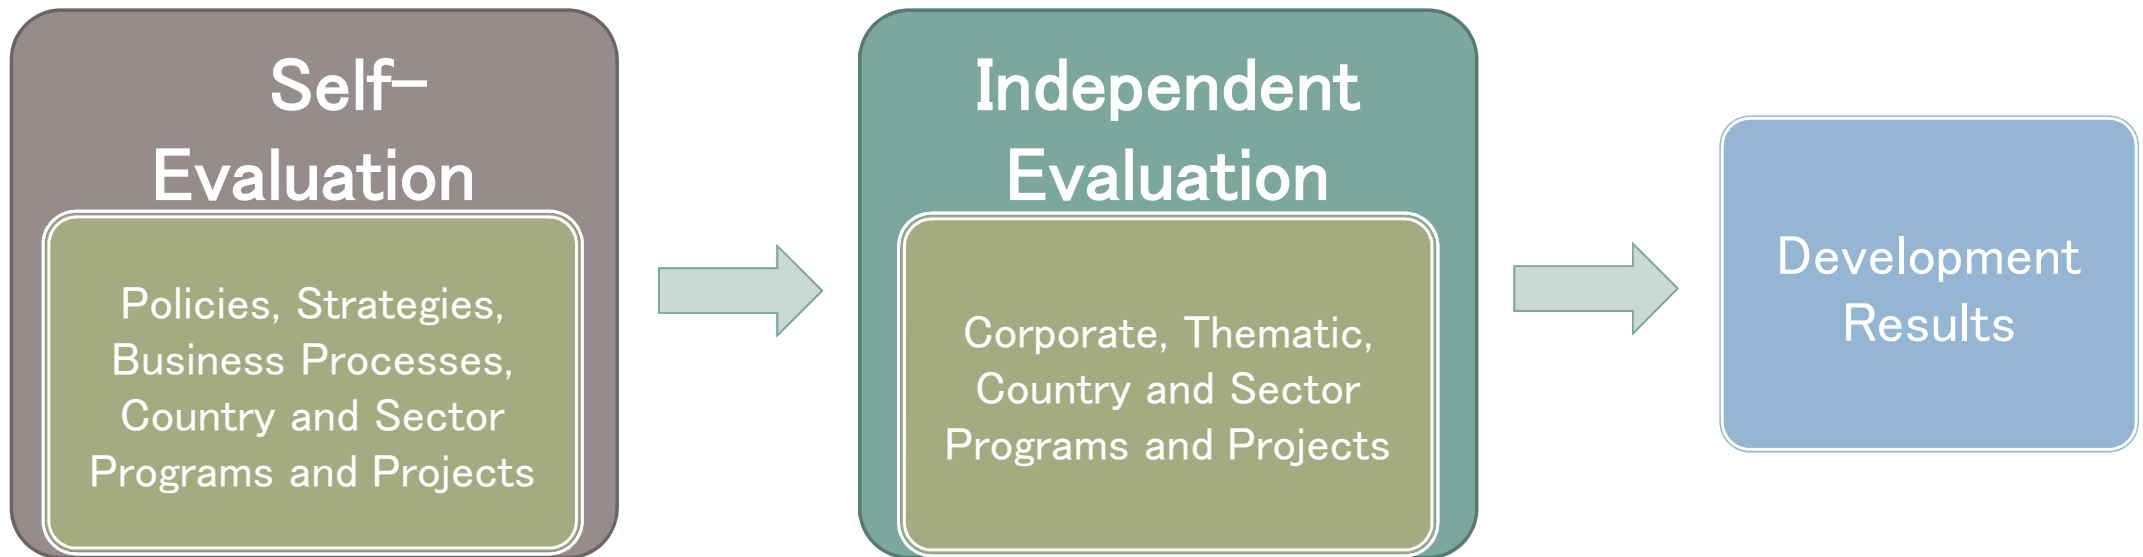 Self-
Evaluation
Policies, Strategies,
Business Processes,
Country and Sector
Programs and Projects
Independent
Evaluation
Corporate, Thematic,
Country and Sector
Programs and Projects
Development
Results